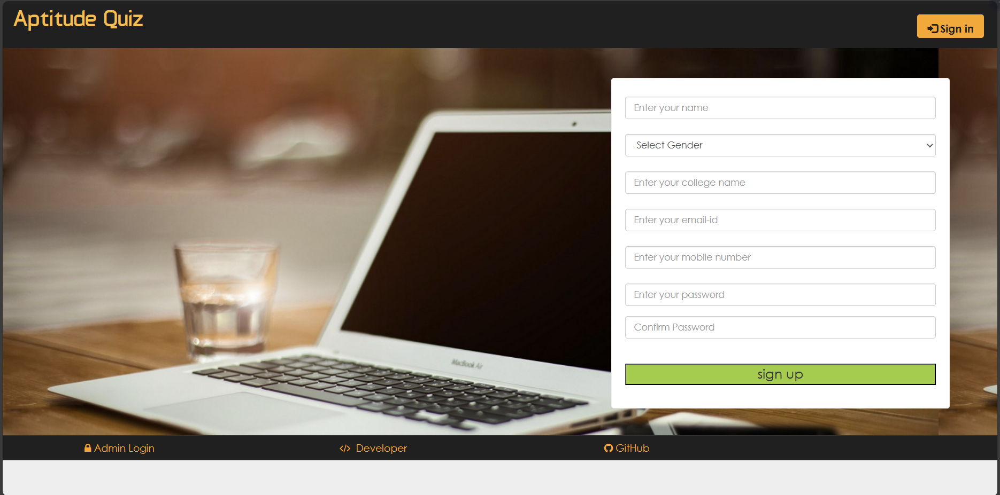 Aptitude Quiz
Sign in
Enter your name
Select Gender
Enter your college name
Enter your email-id
Enter your mobile number
Enter your password
Confirm Password
MacBook Air
sign up
Admin Login
Developer
GitHub